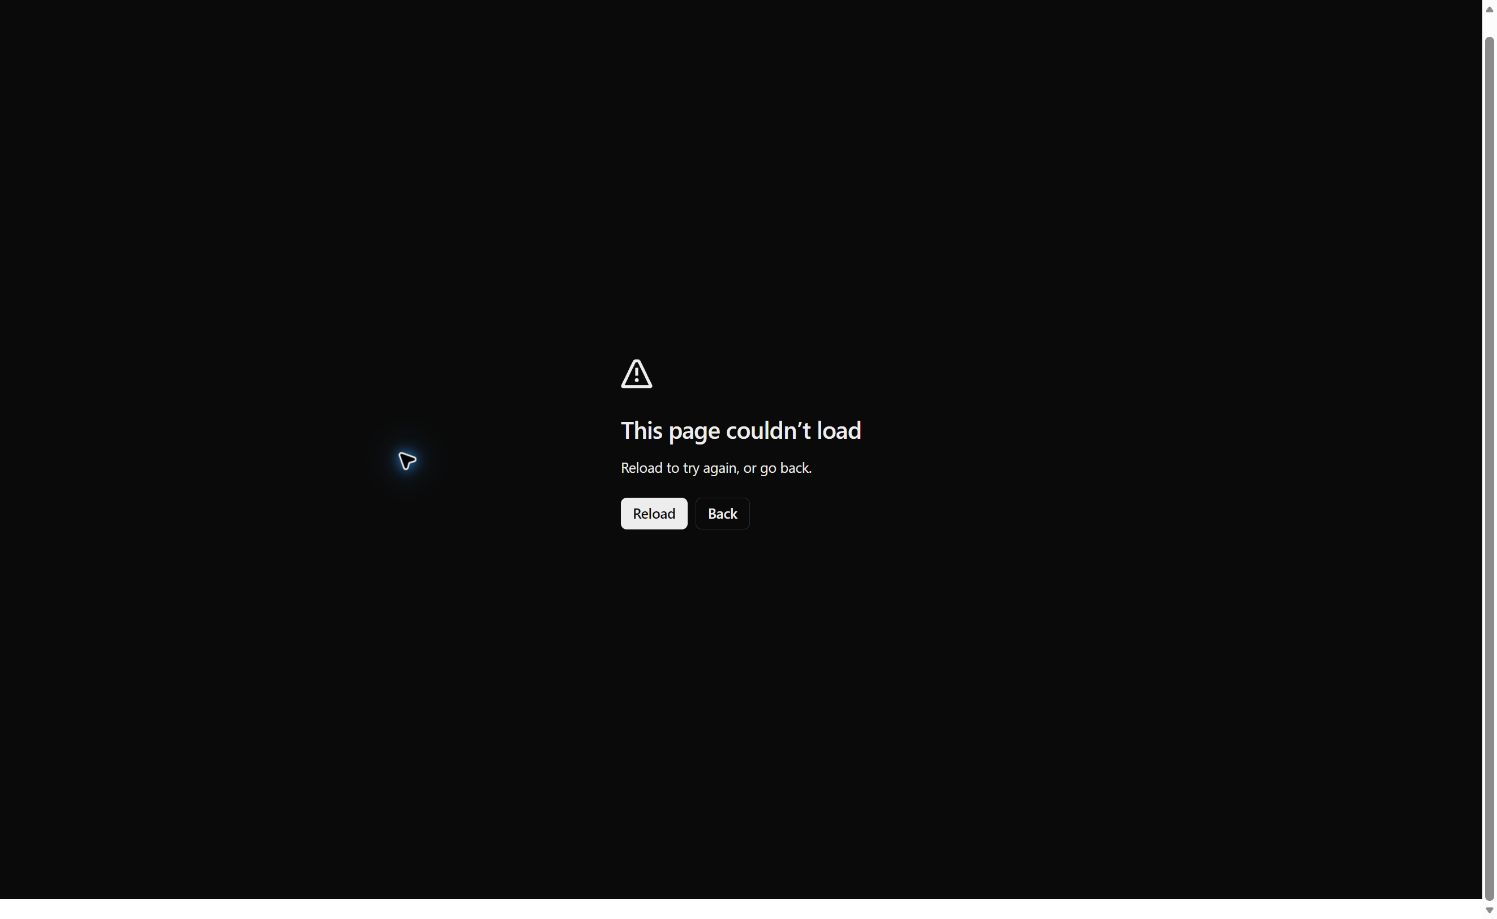 This page couldn’t load
Reload to try again, or go back.
Reload
Back